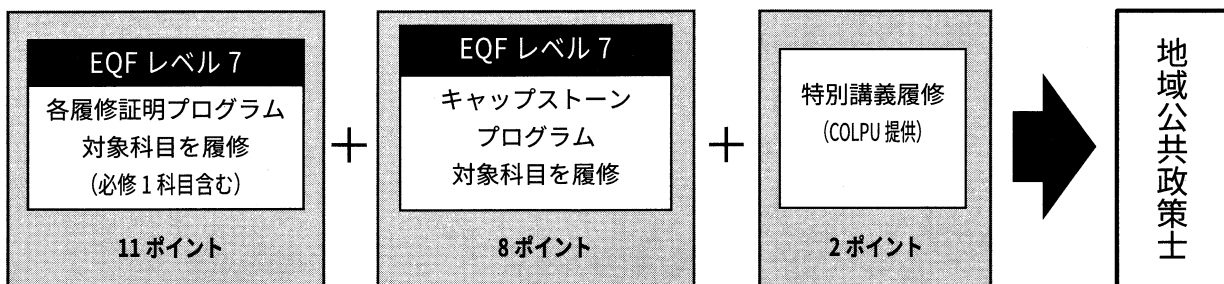 EQF レベル 7
各履修証明プログラム
対象科目を履修
(必修 1 科目含む)
11 ポイント
+
EQF レベル 7
キャップストーン
プログラム
対象科目を履修
8 ポイント
+
特別講義履修
(COLPU 提供)
2 ポイント
地域公共政策士